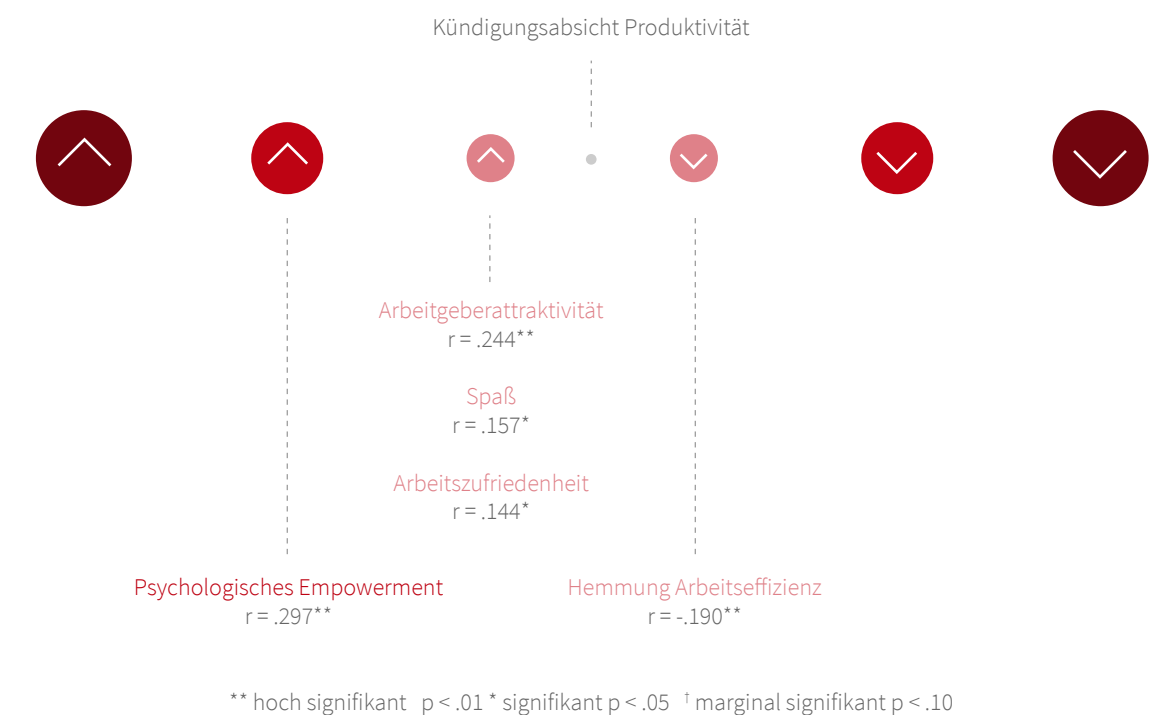 Kündigungsabsicht Produktivität
Arbeitgeberattraktivität
r = .244**
Spaß
r = .157*
Arbeitszufriedenheit
r = .144*
Psychologisches Empowerment
r = .297**
Hemmung Arbeitseffizienz
r = -.190**
** hoch signifikant p < .01 * signifikant p < .05 † marginal signifikant p < .10